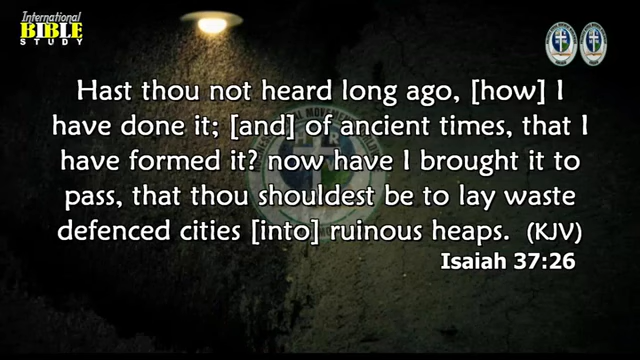 International
BIBLE
STUDY
Hast thou not heard long ago, [how] I
have done it; [and] of ancient times, that I
have formed it? now have I brought it to
pass, that thou shouldest be to lay waste
defenced cities [into] ruinous heaps. (KJV)
Isaiah 37:26